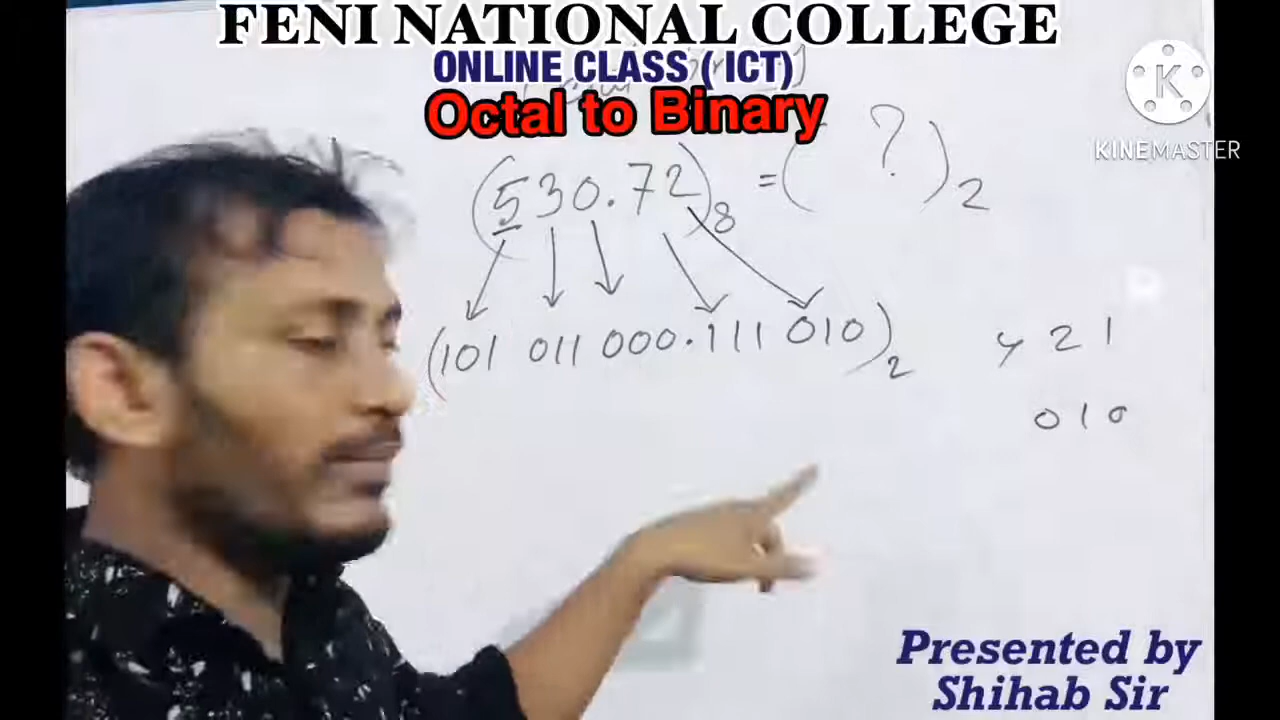 FENI NATIONAL COLLEGE
ONLINE CLASS ( ICT)
Octal to Binary
K
KINEMASTER
(530.72)8 =( ? )2
(101 011 000.111 010)2
4 2 1
0 1 0
Presented by
Shihab Sir